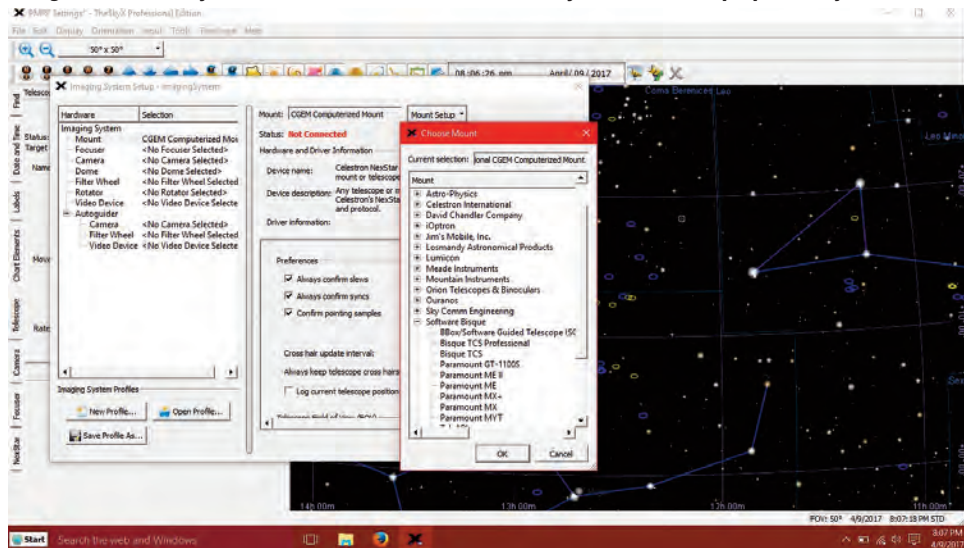 PMPF Settings* - TheSkyX Professional Edition
File Edit Display Orientation Input Tools Telescope Help
50° x 50°
08:06:26 pm April/ 09/ 2017
Find
Date and Time
Labels
Chart Elements
Telescope
Camera
Focuser
NexStar
Status:
Target
Name
Rate
Imaging System Setup - ImagingSystem
Hardware Selection
Imaging System
Mount CGEM Computerized Mou
Focuser <No Focuser Selected>
Camera <No Camera Selected>
Dome <No Dome Selected>
Filter Wheel <No Filter Wheel Selected
Rotator <No Rotator Selected>
Video Device <No Video Device Selecte
Autoguider
Camera <No Camera Selected>
Filter Wheel <No Filter Wheel Selected
Video Device <No Video Device Selecte
Imaging System Profiles
New Profile... Open Profile...
Save Profile As...
Mount: CGEM Computerized Mount Mount Setup
Status: Not Connected
Hardware and Driver Information
Device name: Celestron NexStar
mount or telescope
Device description: Any telescope or m
Celestron's NexSta
and protocol.
Driver information:
Preferences
Always confirm slews
Always confirm syncs
Confirm pointing samples
Cross hair update interval:
Always keep telescope cross hairs
Log current telescope position
Choose Mount
Current selection: ional CGEM Computerized Mount
Mount
Astro-Physics
Celestron International
David Chandler Company
iOptron
Jim's Mobile, Inc.
Losmandy Astronomical Products
Lumicon
Meade Instruments
Mountain Instruments
Orion Telescopes & Binoculars
Ouranos
Sky Comm Engineering
Software Bisque
BBox/Software Guided Telescope (SG
Bisque TCS Professional
Bisque TCS
Paramount GT-1100S
Paramount ME II
Paramount ME
Paramount MX+
Paramount MX
Paramount MYT
OK Cancel
Coma Berenices Leo
Leo Mino
14h 00m 13h 00m 12h 00m 11h 00m
FOV: 50° 4/9/2017 8:07:18 PM STD
Start Search the web and Windows
8:07 PM
4/9/2017